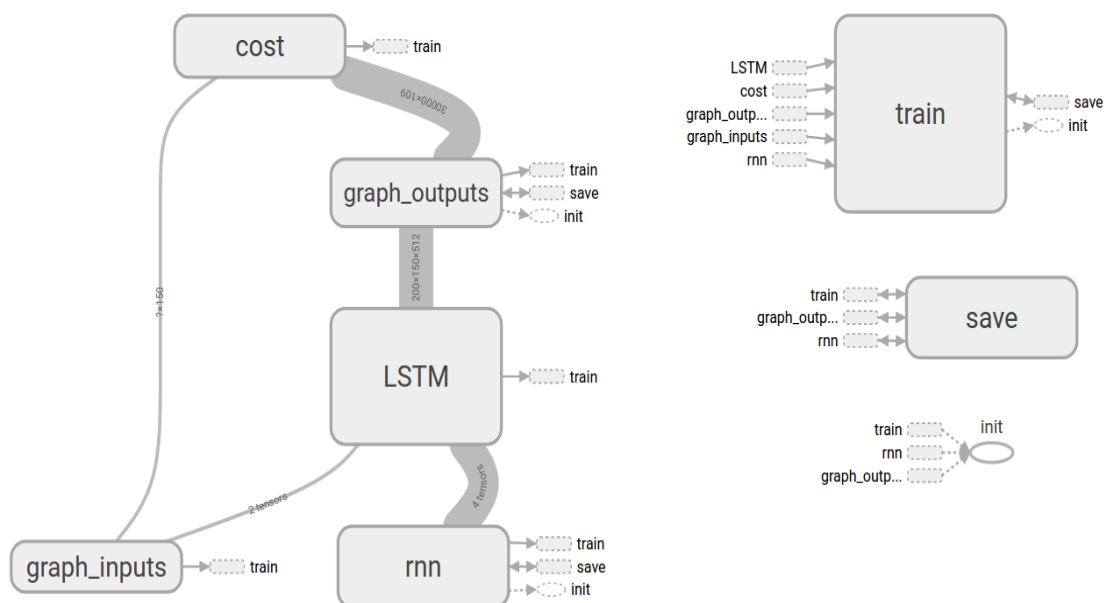 cost
train
30000×109
graph_outputs
train
save
init
200×150×512
?×150
LSTM
train
2 tensors
4 tensors
graph_inputs
train
rnn
train
save
init
LSTM
cost
graph_outp...
graph_inputs
rnn
train
save
init
train
graph_outp...
rnn
save
train
rnn
graph_outp...
init